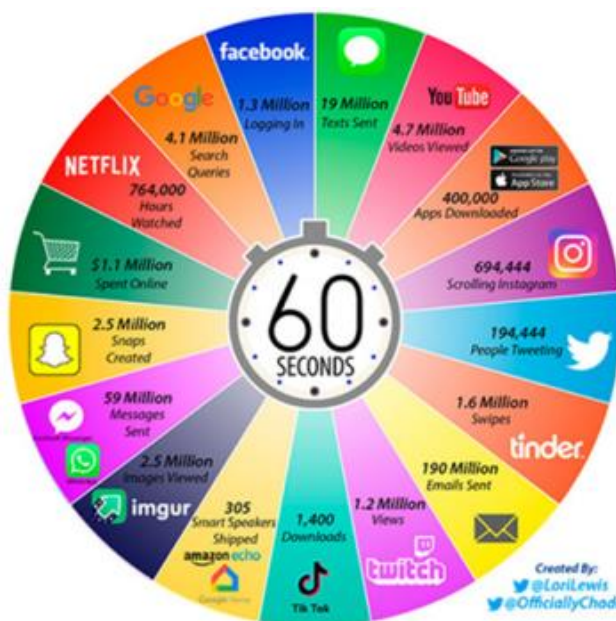 facebook.
1.3 Million
Logging In
19 Million
Texts Sent
YouTube
4.7 Million
Videos Viewed
Google play
App Store
400,000
Apps Downloaded
694,444
Scrolling Instagram
194,444
People Tweeting
1.6 Million
Swipes
tinder
190 Million
Emails Sent
1.2 Million
Views
twitch
1,400
Downloads
Tik Tok
305
Smart Speakers
Shipped
amazon echo
Google Home
2.5 Million
Images Viewed
imgur
59 Million
Messages
Sent
2.5 Million
Snaps
Created
$1.1 Million
Spent Online
NETFLIX
764,000
Hours
Watched
Google
4.1 Million
Search
Queries
60
SECONDS
Created By:
@LoriLewis
@OfficiallyChad